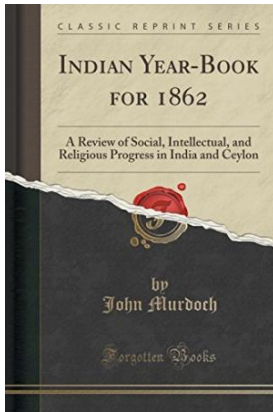 CLASSIC REPRINT SERIES
INDIAN YEAR-BOOK
FOR 1862
A Review of Social, Intellectual, and
Religious Progress in India and Ceylon
by
John Murdoch
Forgotten Books